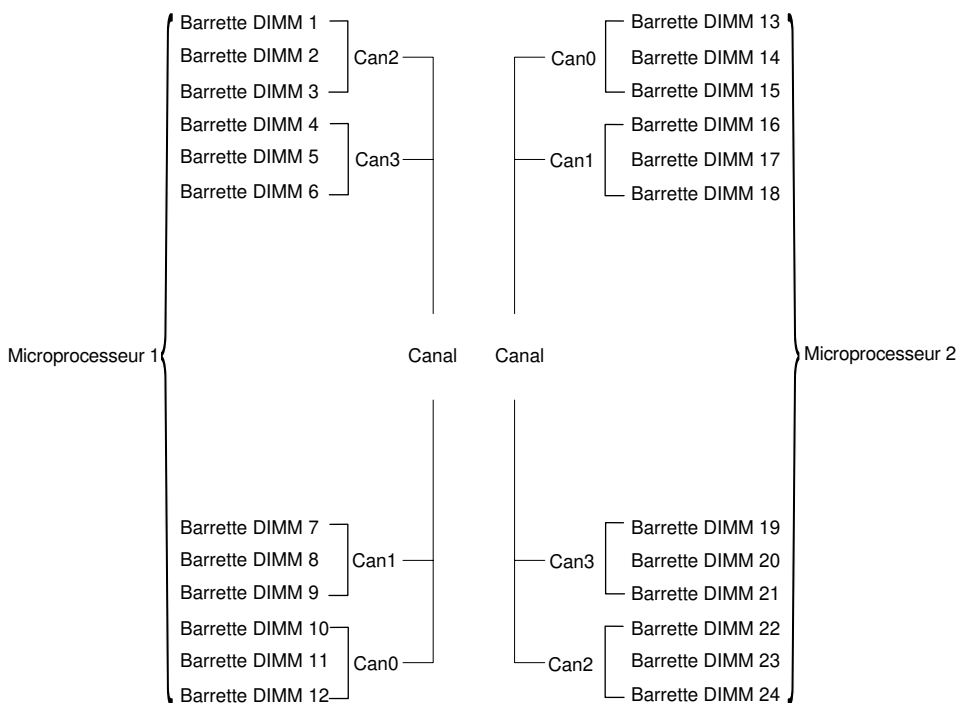 Barrette DIMM 1
Barrette DIMM 2
Barrette DIMM 3
Can2
Barrette DIMM 4
Barrette DIMM 5
Barrette DIMM 6
Can3
Microprocesseur 1
Canal
Barrette DIMM 7
Barrette DIMM 8
Barrette DIMM 9
Can1
Barrette DIMM 10
Barrette DIMM 11
Barrette DIMM 12
Can0
Can0
Barrette DIMM 13
Barrette DIMM 14
Barrette DIMM 15
Can1
Barrette DIMM 16
Barrette DIMM 17
Barrette DIMM 18
Canal
Microprocesseur 2
Can3
Barrette DIMM 19
Barrette DIMM 20
Barrette DIMM 21
Can2
Barrette DIMM 22
Barrette DIMM 23
Barrette DIMM 24